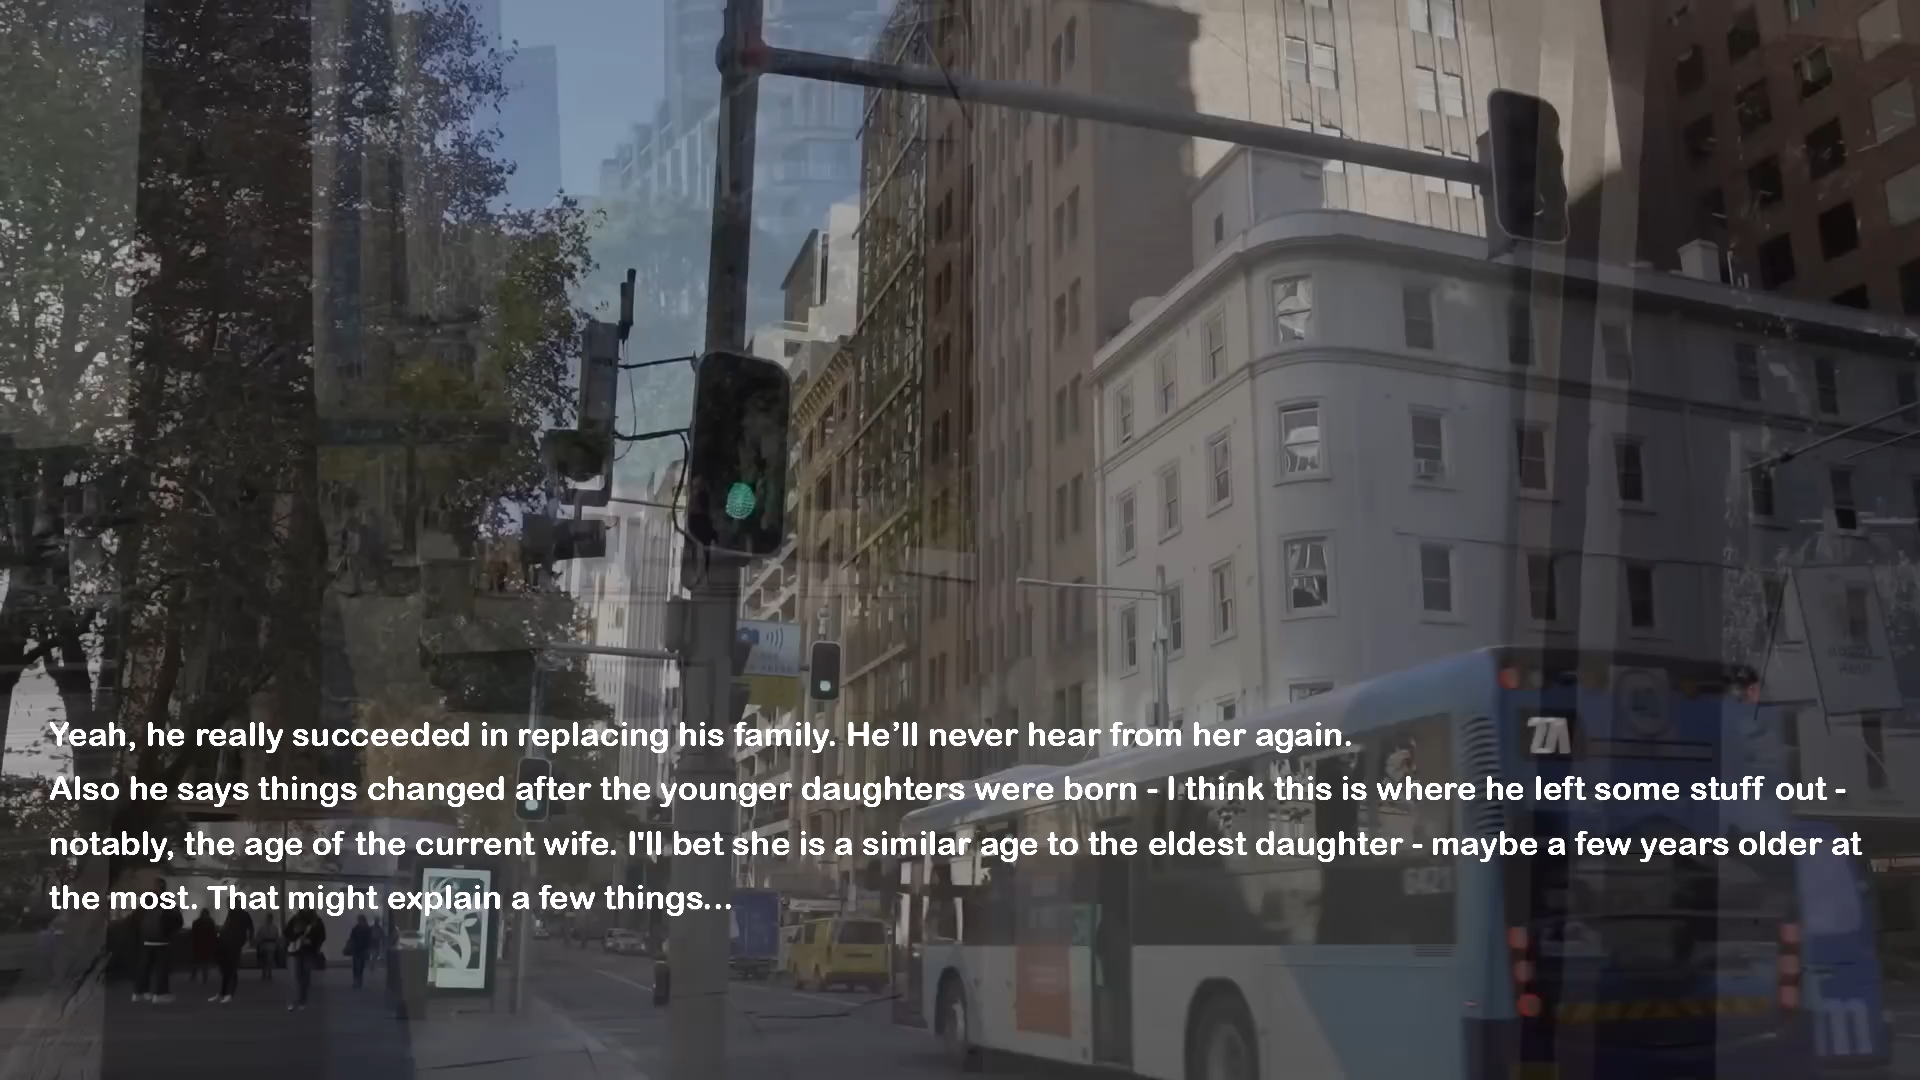 Yeah, he really succeeded in replacing his family. He’ll never hear from her again.
Also he says things changed after the younger daughters were born - I think this is where he left some stuff out -
notably, the age of the current wife. I'll bet she is a similar age to the eldest daughter - maybe a few years older at
the most. That might explain a few things...